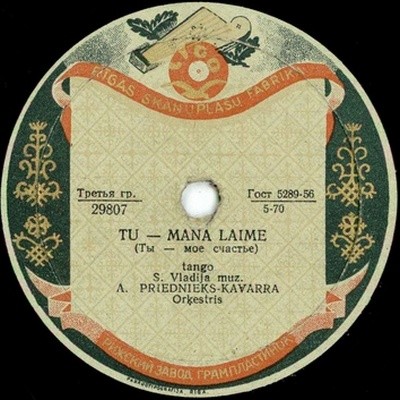 LIGO
RĪGAS SKAŅUPLAŠU FABRIKA
Третья гр.
29807
Гост 5289-56
5-70
TU — MANA LAIME
(Ты — мое счастье)
tango
S. Vladija muz.
A. PRIEDNIEKS-KAVARRA
Orķestris
РИЖСКИЙ ЗАВОД ГРАМПЛАСТИНОК